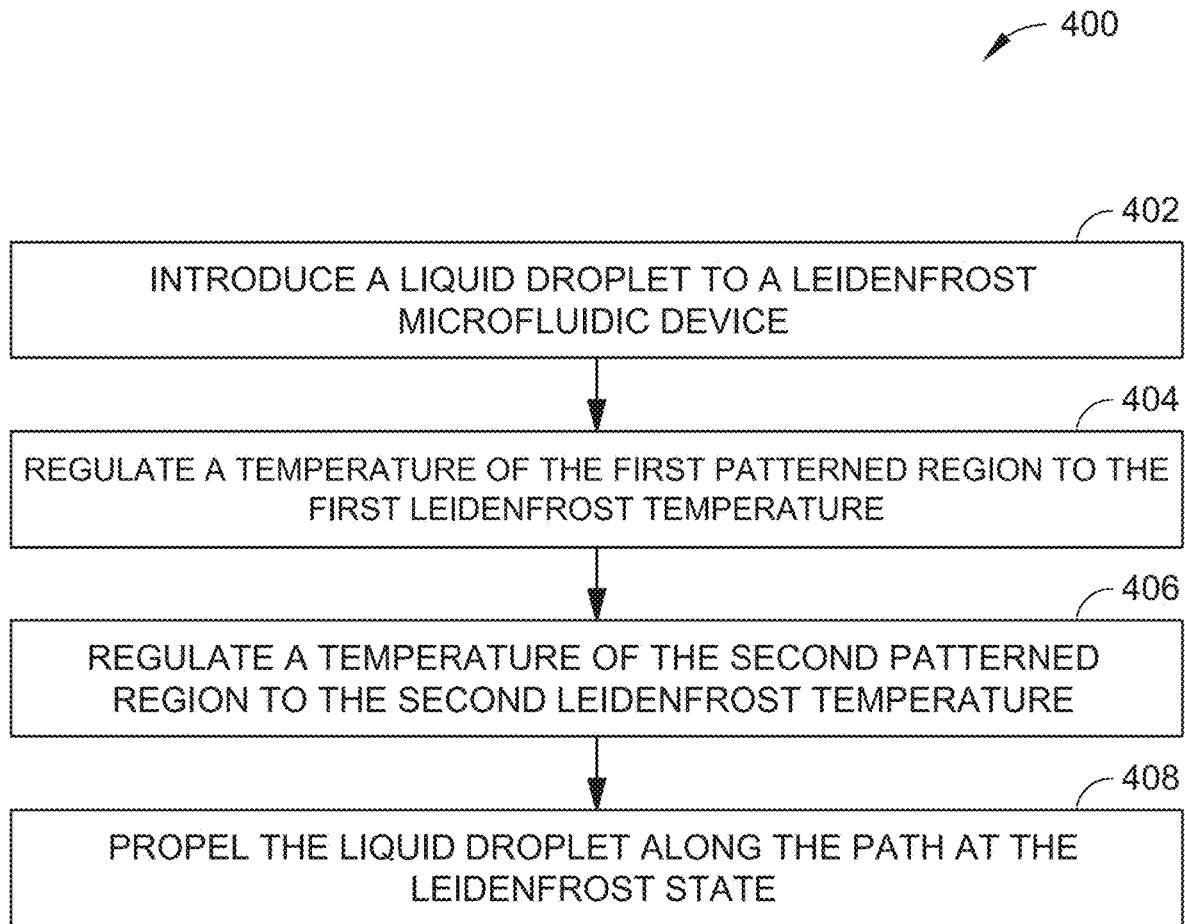 400
402
INTRODUCE A LIQUID DROPLET TO A LEIDENFROST
MICROFLUIDIC DEVICE
404
REGULATE A TEMPERATURE OF THE FIRST PATTERNED REGION TO THE
FIRST LEIDENFROST TEMPERATURE
406
REGULATE A TEMPERATURE OF THE SECOND PATTERNED
REGION TO THE SECOND LEIDENFROST TEMPERATURE
408
PROPEL THE LIQUID DROPLET ALONG THE PATH AT THE
LEIDENFROST STATE